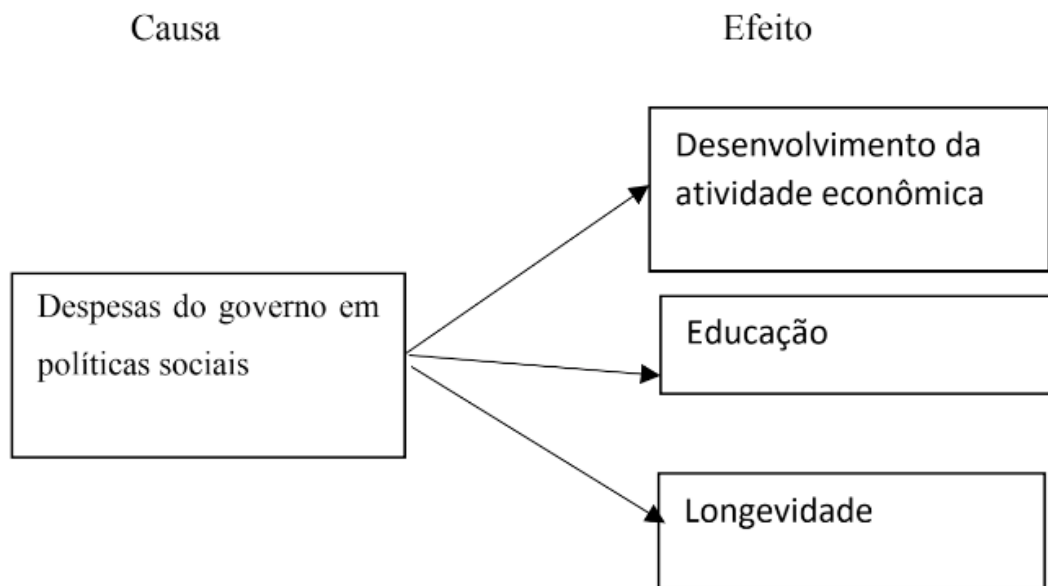 Causa
Efeito
Desenvolvimento da
atividade econômica
Despesas do governo em
políticas sociais
Educação
Longevidade